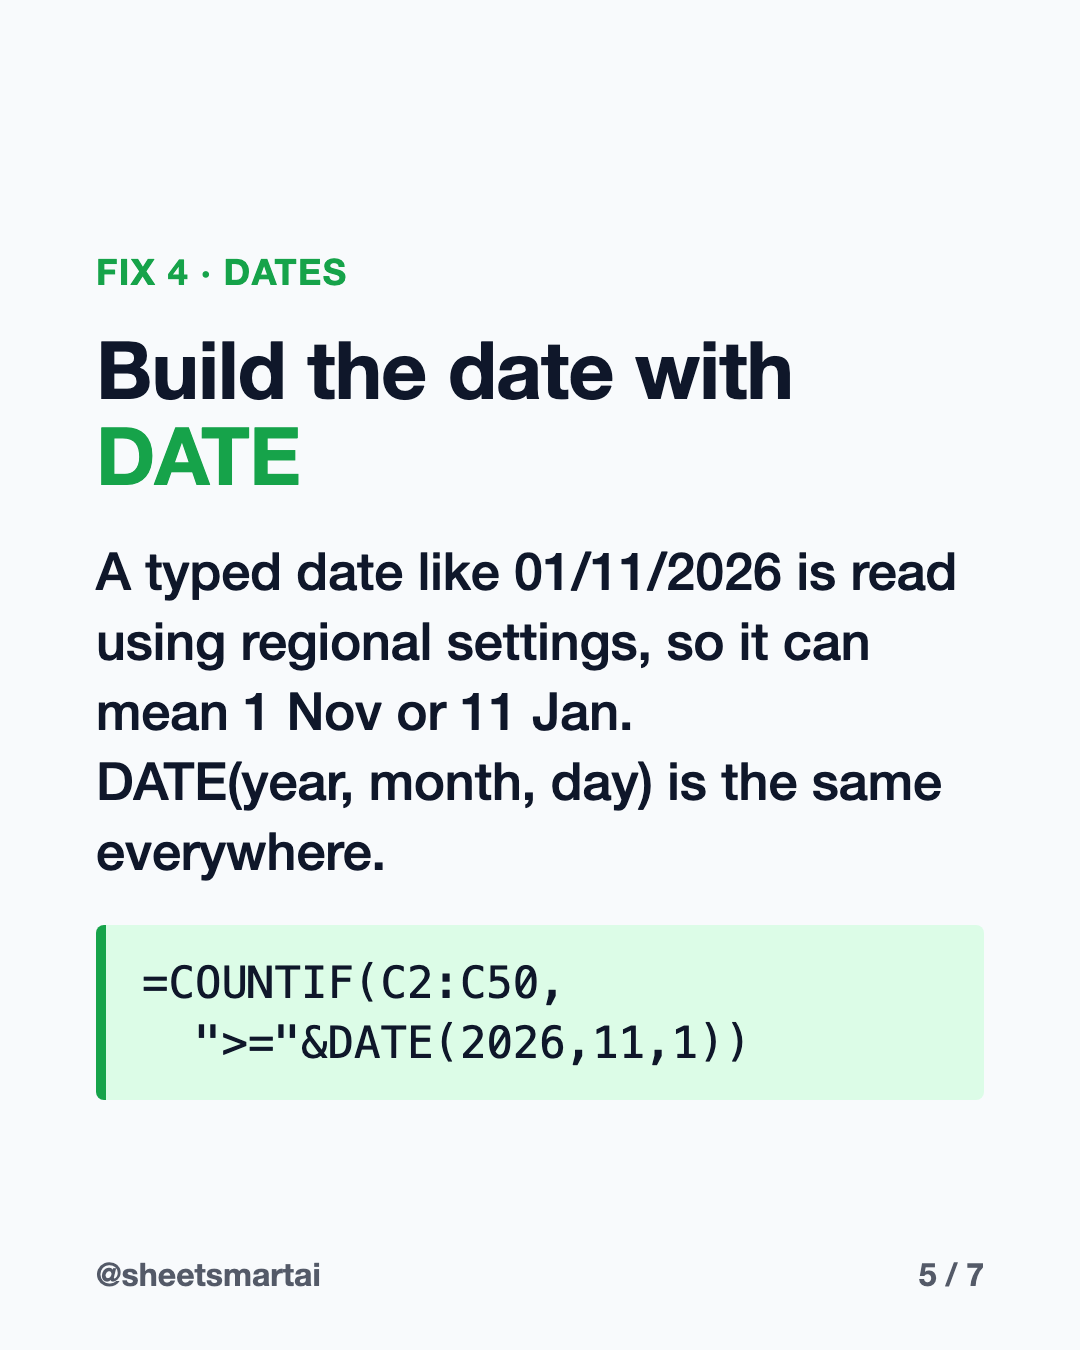 FIX 4 · DATES
Build the date with
DATE
A typed date like 01/11/2026 is read
using regional settings, so it can
mean 1 Nov or 11 Jan.
DATE(year, month, day) is the same
everywhere.
=COUNTIF(C2:C50,
  ">="&DATE(2026,11,1))
@sheetsmartai
5 / 7